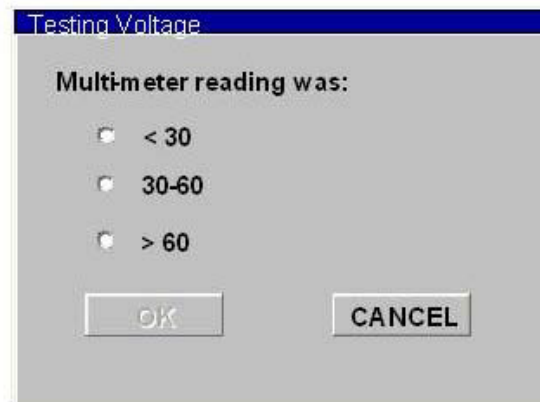 Testing Voltage
Multi-meter reading was:
< 30
30-60
> 60
OK CANCEL